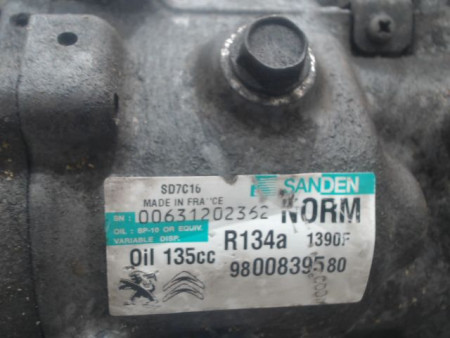 SD7C16 SANDEN
MADE IN FRANCE
SN: 00631202362 NORM
OIL: SP-10 OR EQUIV.
VARIABLE DISP. R134a 1390F
Oil 135cc 9800839580